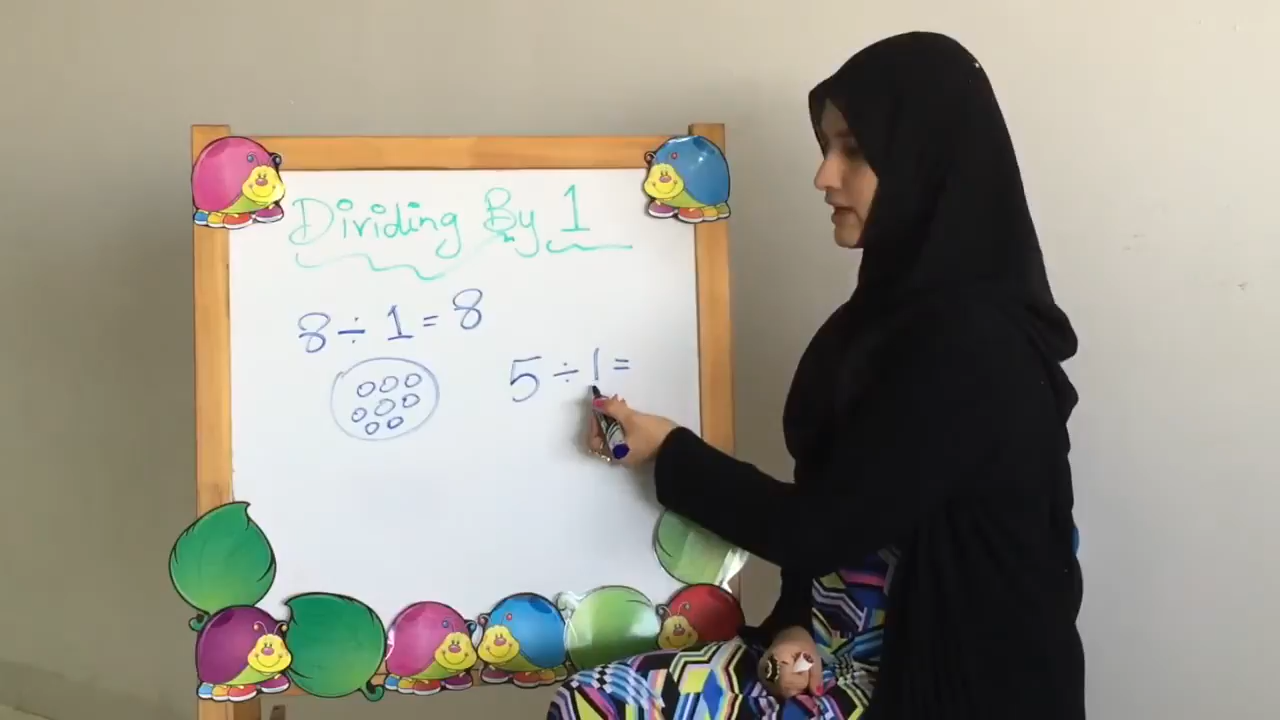 Dividing By 1
8 ÷ 1 = 8
5 ÷ 1 =